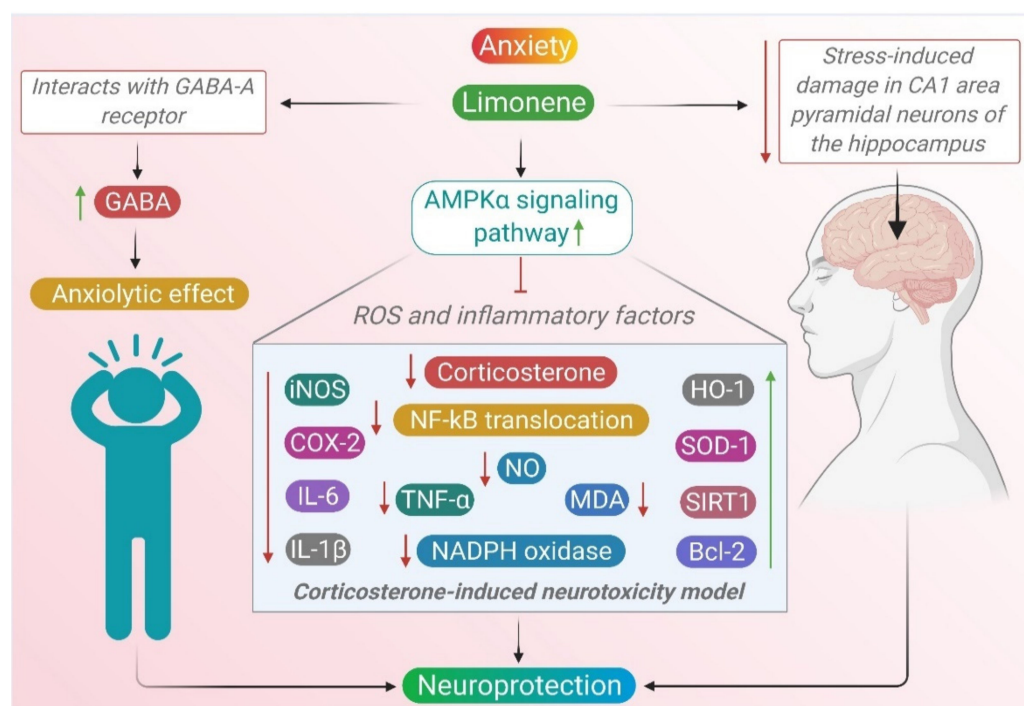 Anxiety
Limonene
Interacts with GABA-A
receptor
GABA
Anxiolytic effect
AMPKα signaling
pathway
ROS and inflammatory factors
Corticosterone
NF-kB translocation
NO
TNF-α
MDA
NADPH oxidase
iNOS
COX-2
IL-6
IL-1β
HO-1
SOD-1
SIRT1
Bcl-2
Corticosterone-induced neurotoxicity model
Stress-induced
damage in CA1 area
pyramidal neurons of
the hippocampus
Neuroprotection